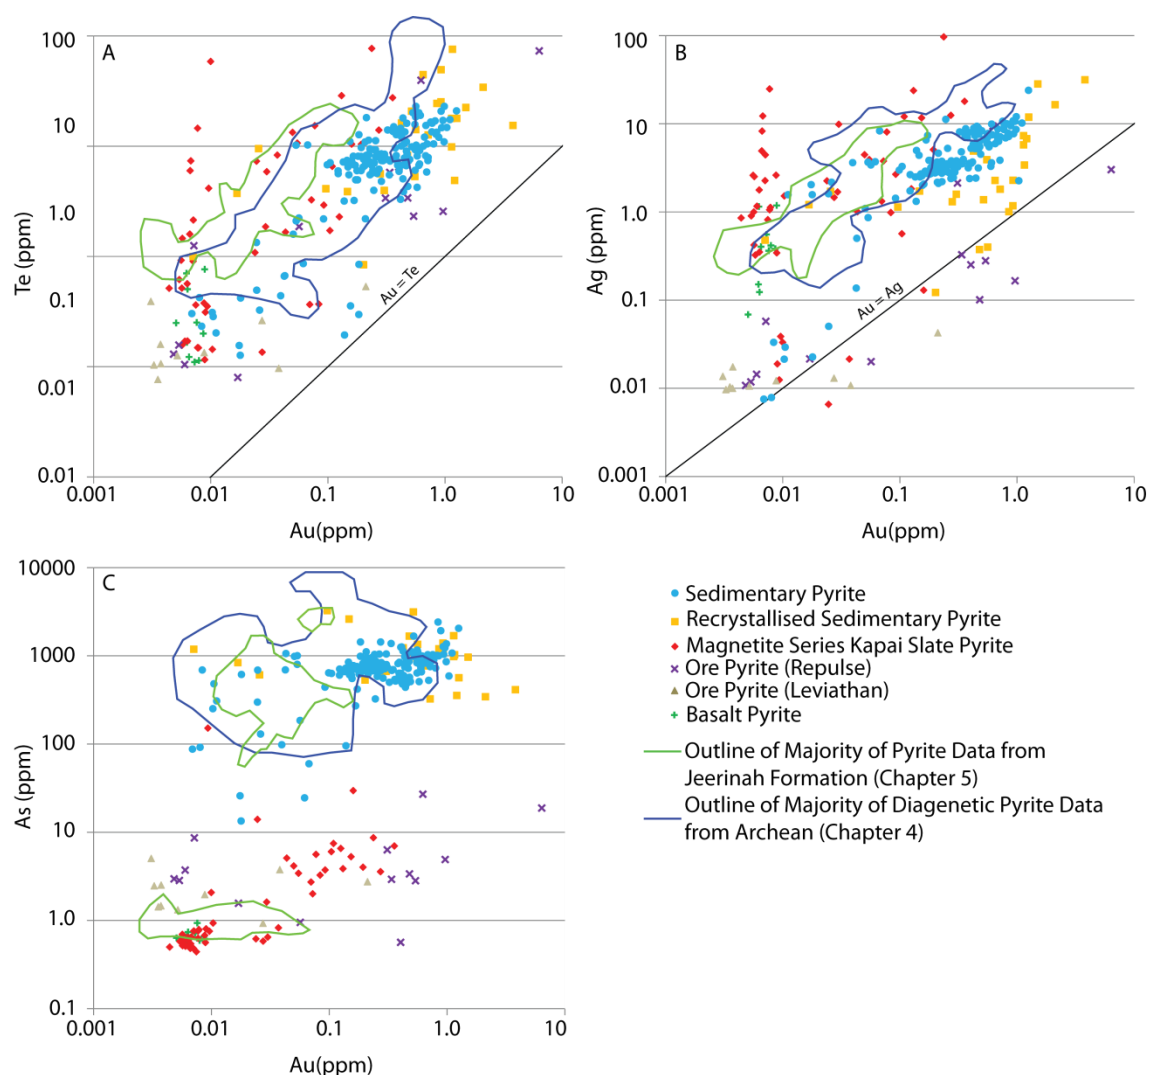 A
Te (ppm)
100
10
1.0
0.1
0.01
0.01
Au = Te
0.001
0.01
0.1
1.0
10
Au(ppm)
B
Ag (ppm)
100
10
1.0
0.1
0.01
0.001
Au = Ag
0.001
0.01
0.1
1.0
10
Au(ppm)
C
As (ppm)
10000
1000
100
10
1.0
0.1
0.001
0.01
0.1
1.0
10
Au(ppm)
Sedimentary Pyrite
Recrystallised Sedimentary Pyrite
Magnetite Series Kapai Slate Pyrite
Ore Pyrite (Repulse)
Ore Pyrite (Leviathan)
Basalt Pyrite
Outline of Majority of Pyrite Data from
Jeerinah Formation (Chapter 5)
Outline of Majority of Diagenetic Pyrite Data
from Archean (Chapter 4)